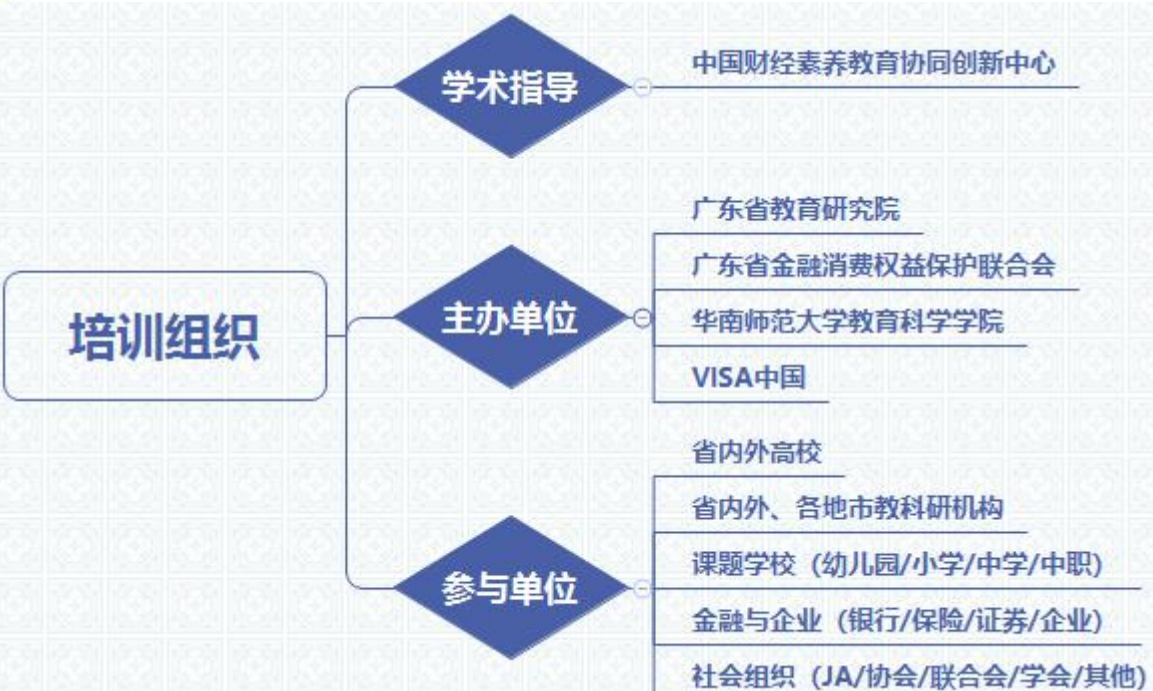 培训组织
学术指导
中国财经素养教育协同创新中心
主办单位
广东省教育研究院
广东省金融消费权益保护联合会
华南师范大学教育科学学院
VISA中国
参与单位
省内外高校
省内外、各地市教科研机构
课题学校（幼儿园/小学/中学/中职）
金融与企业（银行/保险/证券/企业）
社会组织（JA/协会/联合会/学会/其他）